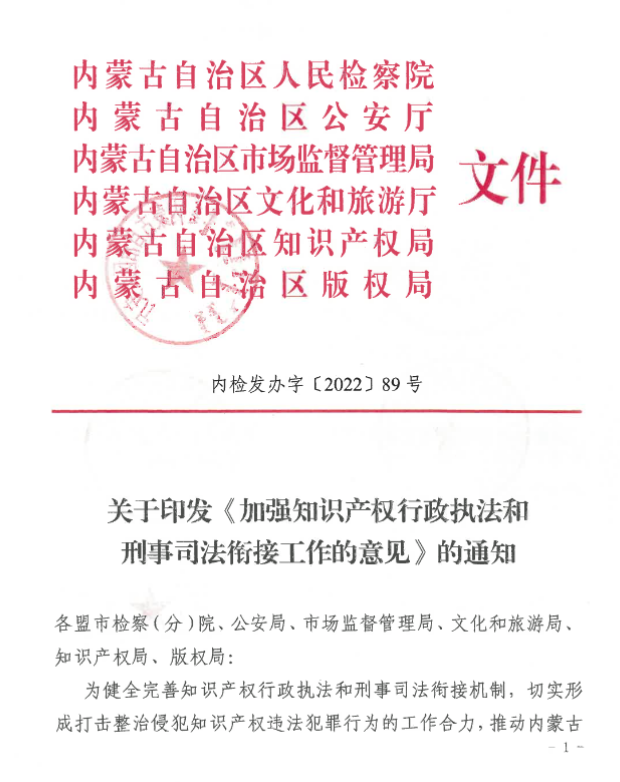 内蒙古自治区人民检察院
内蒙古自治区公安厅
内蒙古自治区市场监督管理局
内蒙古自治区文化和旅游厅
内蒙古自治区知识产权局
内蒙古自治区版权局
文件
内检发办字〔2022〕89号
关于印发《加强知识产权行政执法和
刑事司法衔接工作的意见》的通知
各盟市检察(分)院、公安局、市场监督管理局、文化和旅游局、
知识产权局、版权局：
为健全完善知识产权行政执法和刑事司法衔接机制，切实形
成打击整治侵犯知识产权违法犯罪行为的工作合力，推动内蒙古
- 1 -